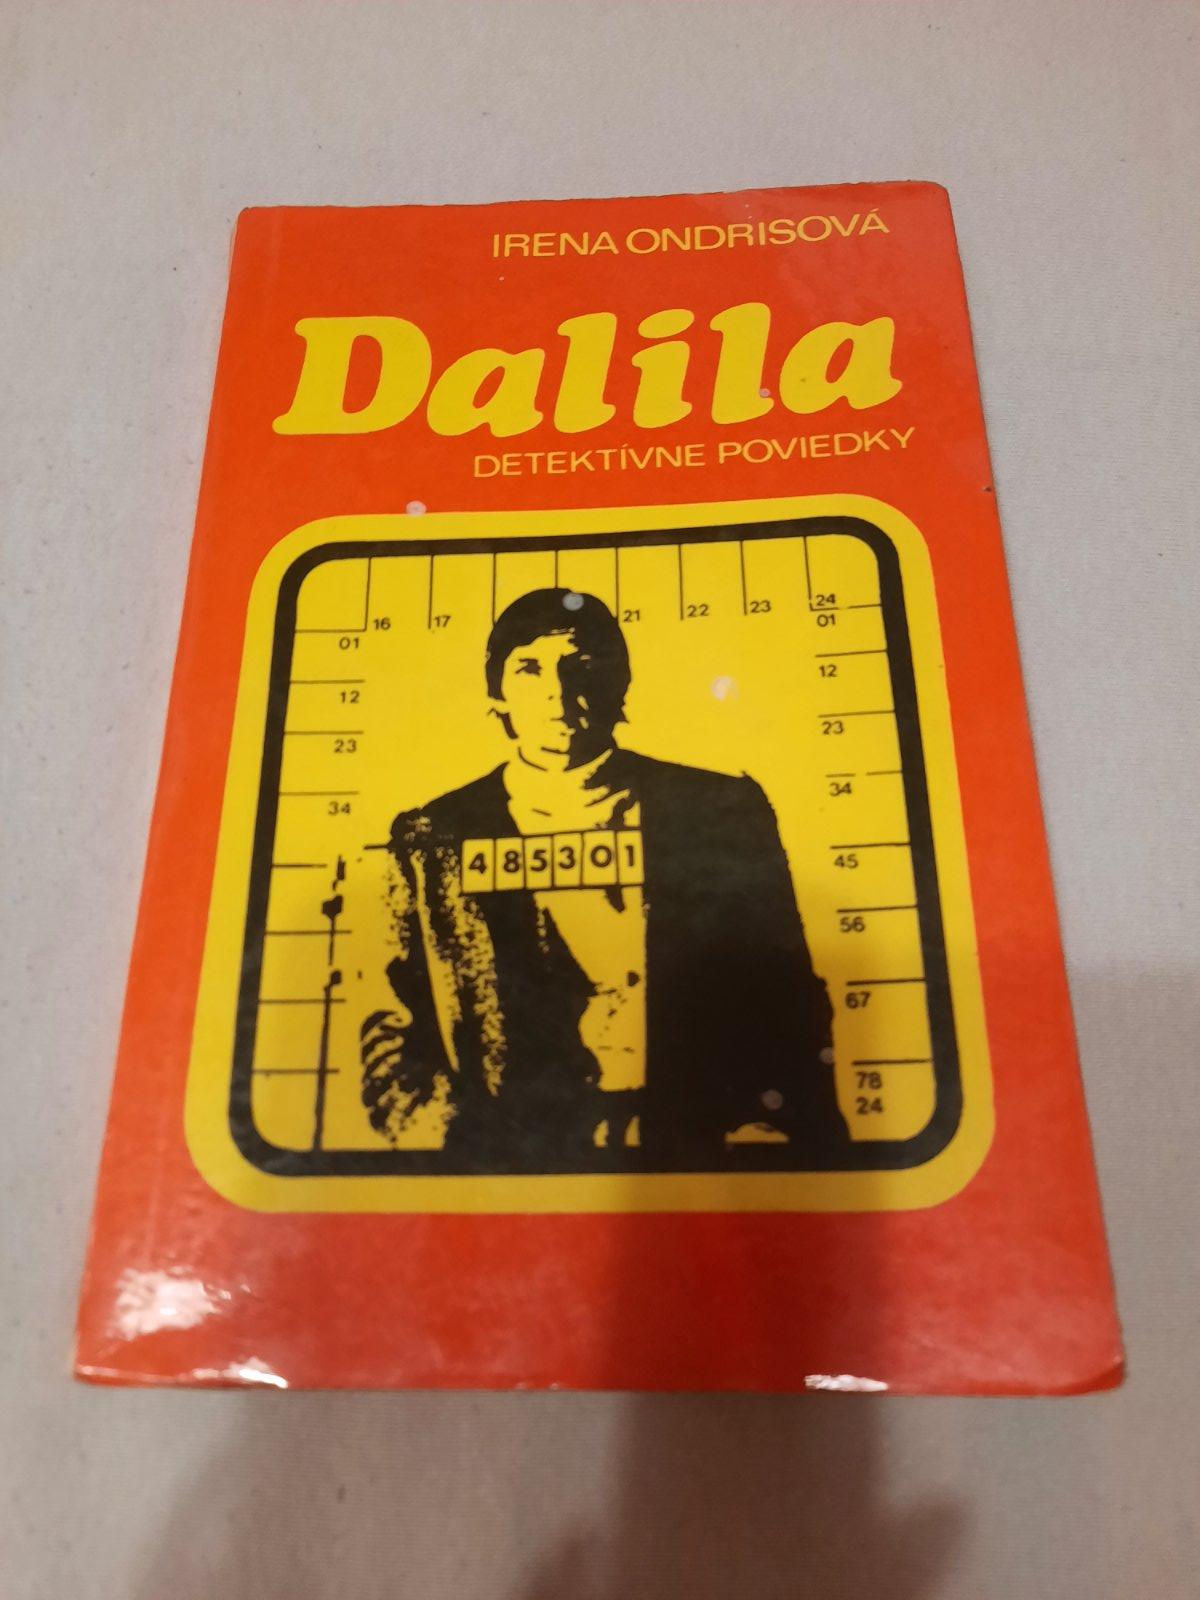 IRENA ONDRISOVÁ
Dalila
DETEKTÍVNE POVIEDKY
16 17 21 22 23 24
01 01
12 12
23 23
34 34
485301
45
56
67
78
24